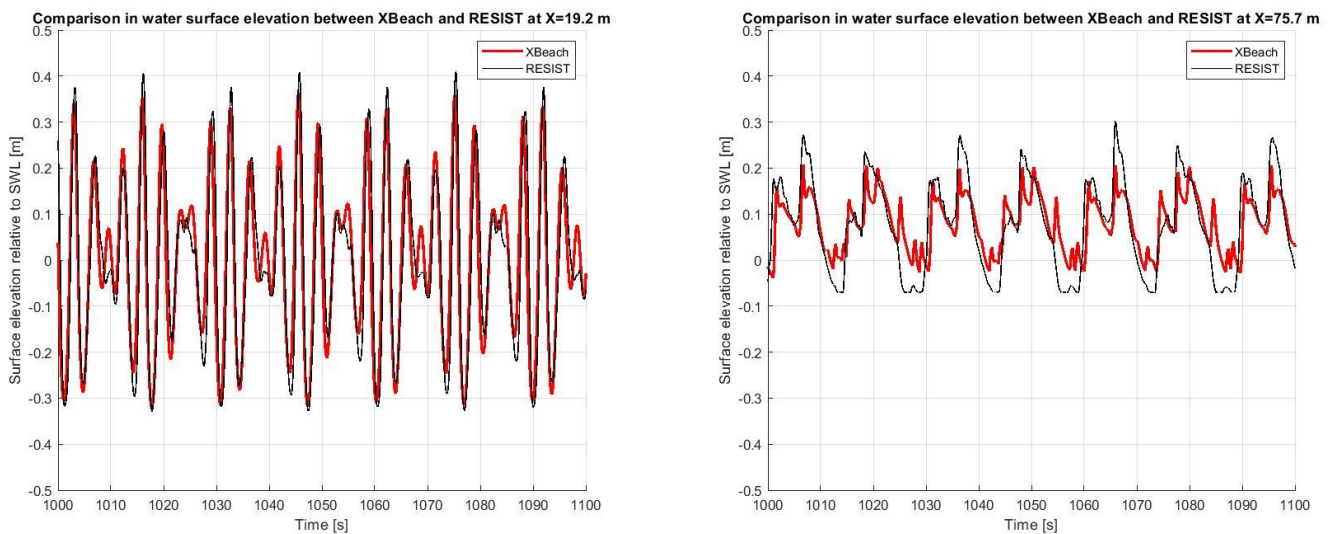 Comparison in water surface elevation between XBeach and RESIST at X=19.2 m
0.5
0.4
0.3
0.2
0.1
0
-0.1
-0.2
-0.3
-0.4
-0.5
Surface elevation relative to SWL [m]
XBeach
RESIST
1000 1010 1020 1030 1040 1050 1060 1070 1080 1090 1100
Time [s]
Comparison in water surface elevation between XBeach and RESIST at X=75.7 m
0.5
0.4
0.3
0.2
0.1
0
-0.1
-0.2
-0.3
-0.4
-0.5
Surface elevation relative to SWL [m]
XBeach
RESIST
1000 1010 1020 1030 1040 1050 1060 1070 1080 1090 1100
Time [s]